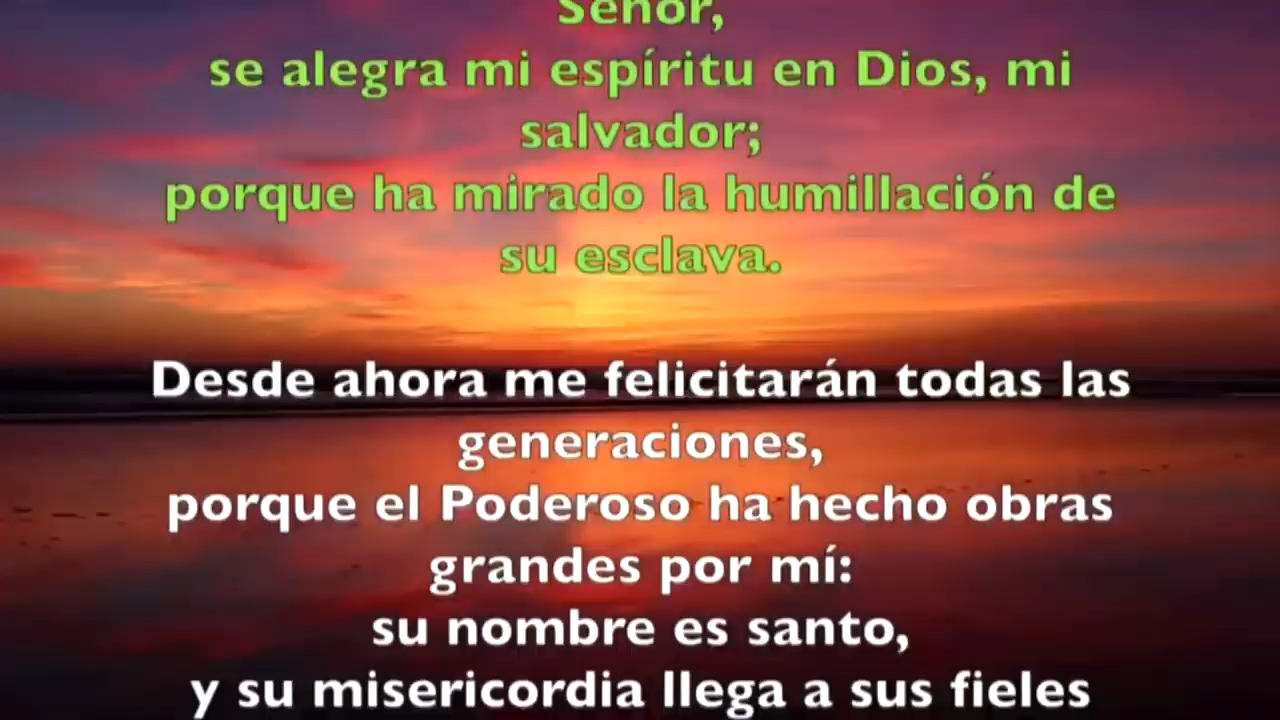 Señor,
se alegra mi espíritu en Dios, mi
salvador;
porque ha mirado la humillación de
su esclava.
Desde ahora me felicitarán todas las
generaciones,
porque el Poderoso ha hecho obras
grandes por mí:
su nombre es santo,
y su misericordia llega a sus fieles